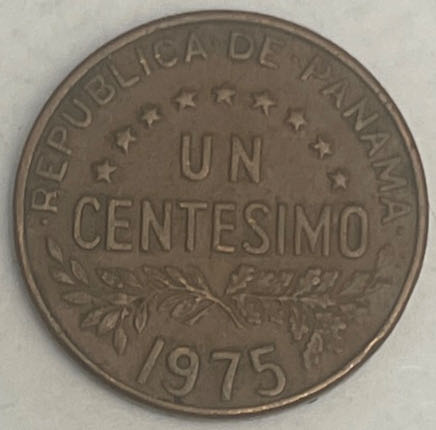 ·REPUBLICA·DE·PANAMA·
UN
CENTESIMO
1975